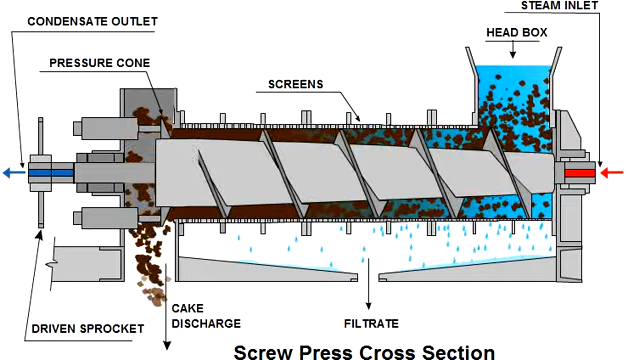 STEAM INLET
CONDENSATE OUTLET
HEAD BOX
PRESSURE CONE
SCREENS
CAKE
DISCHARGE
FILTRATE
DRIVEN SPROCKET
Screw Press Cross Section